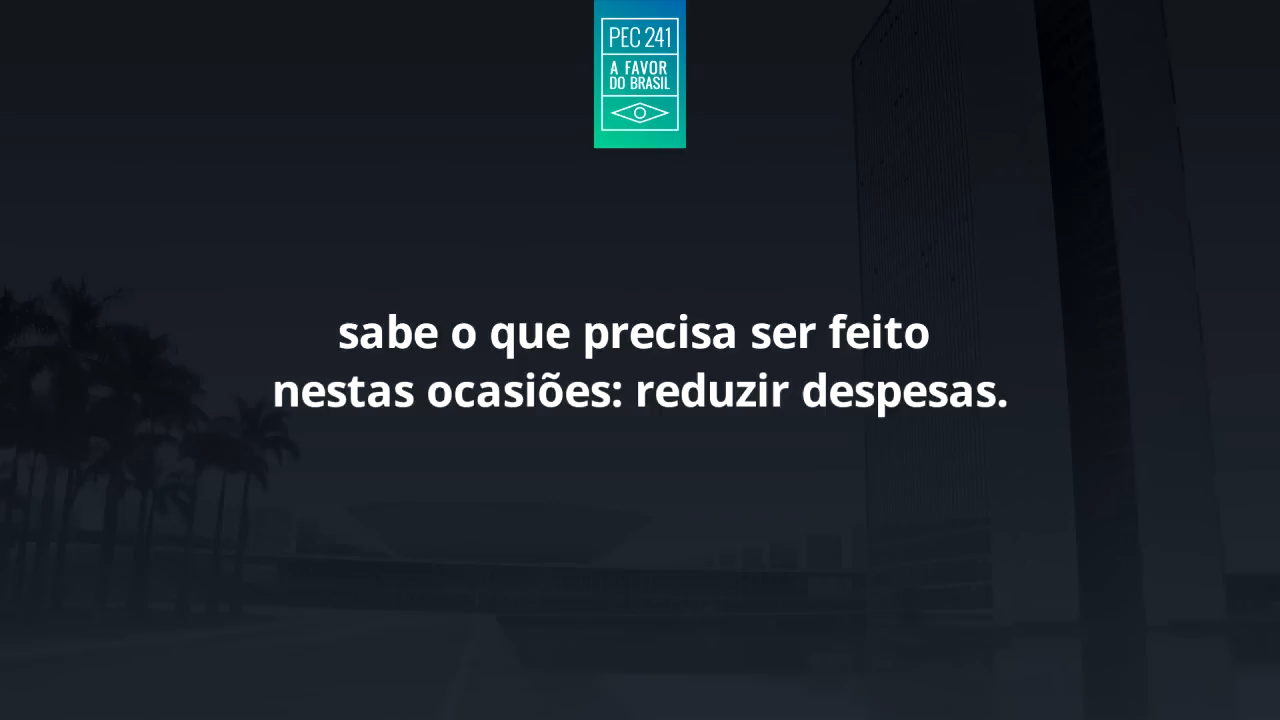 PEC 241
A FAVOR
DO BRASIL
sabe o que precisa ser feito
nestas ocasiões: reduzir despesas.